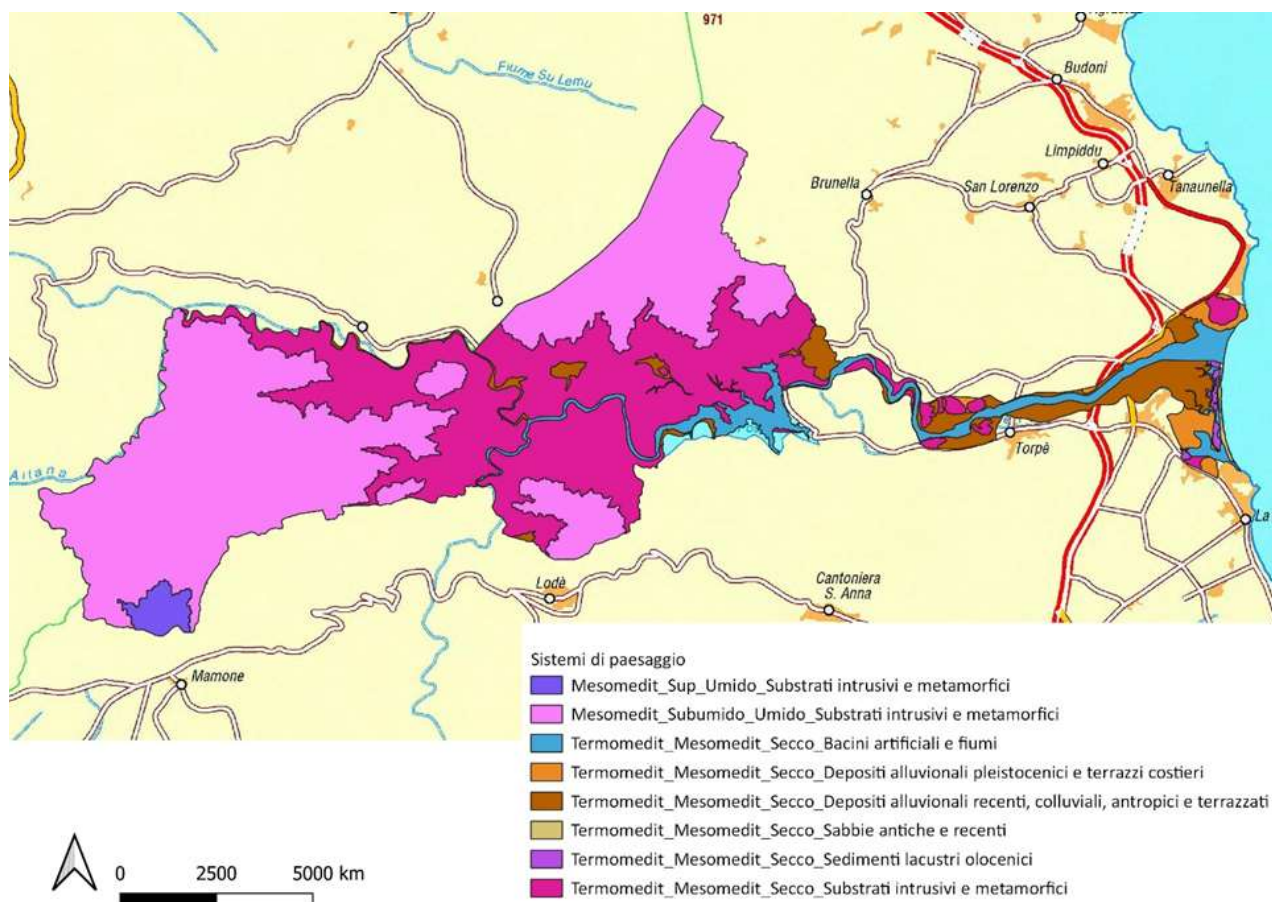 971
Fiume Su Lemu
Budoni
Limpiddu
Brunella
San Lorenzo
Tanaunella
Torpè
La
Lodè
Cantoniera
S. Anna
Mamone
Sistemi di paesaggio
Mesomedit_Sup_Umido_Substrati intrusivi e metamorfici
Mesomedit_Subumido_Umido_Substrati intrusivi e metamorfici
Termomedit_Mesomedit_Secco_Bacini artificiali e fiumi
Termomedit_Mesomedit_Secco_Depositi alluvionali pleistocenici e terrazzi costieri
Termomedit_Mesomedit_Secco_Depositi alluvionali recenti, colluviali, antropici e terrazzati
Termomedit_Mesomedit_Secco_Sabbie antiche e recenti
Termomedit_Mesomedit_Secco_Sedimenti lacustri olocenici
Termomedit_Mesomedit_Secco_Substrati intrusivi e metamorfici
0 2500 5000 km